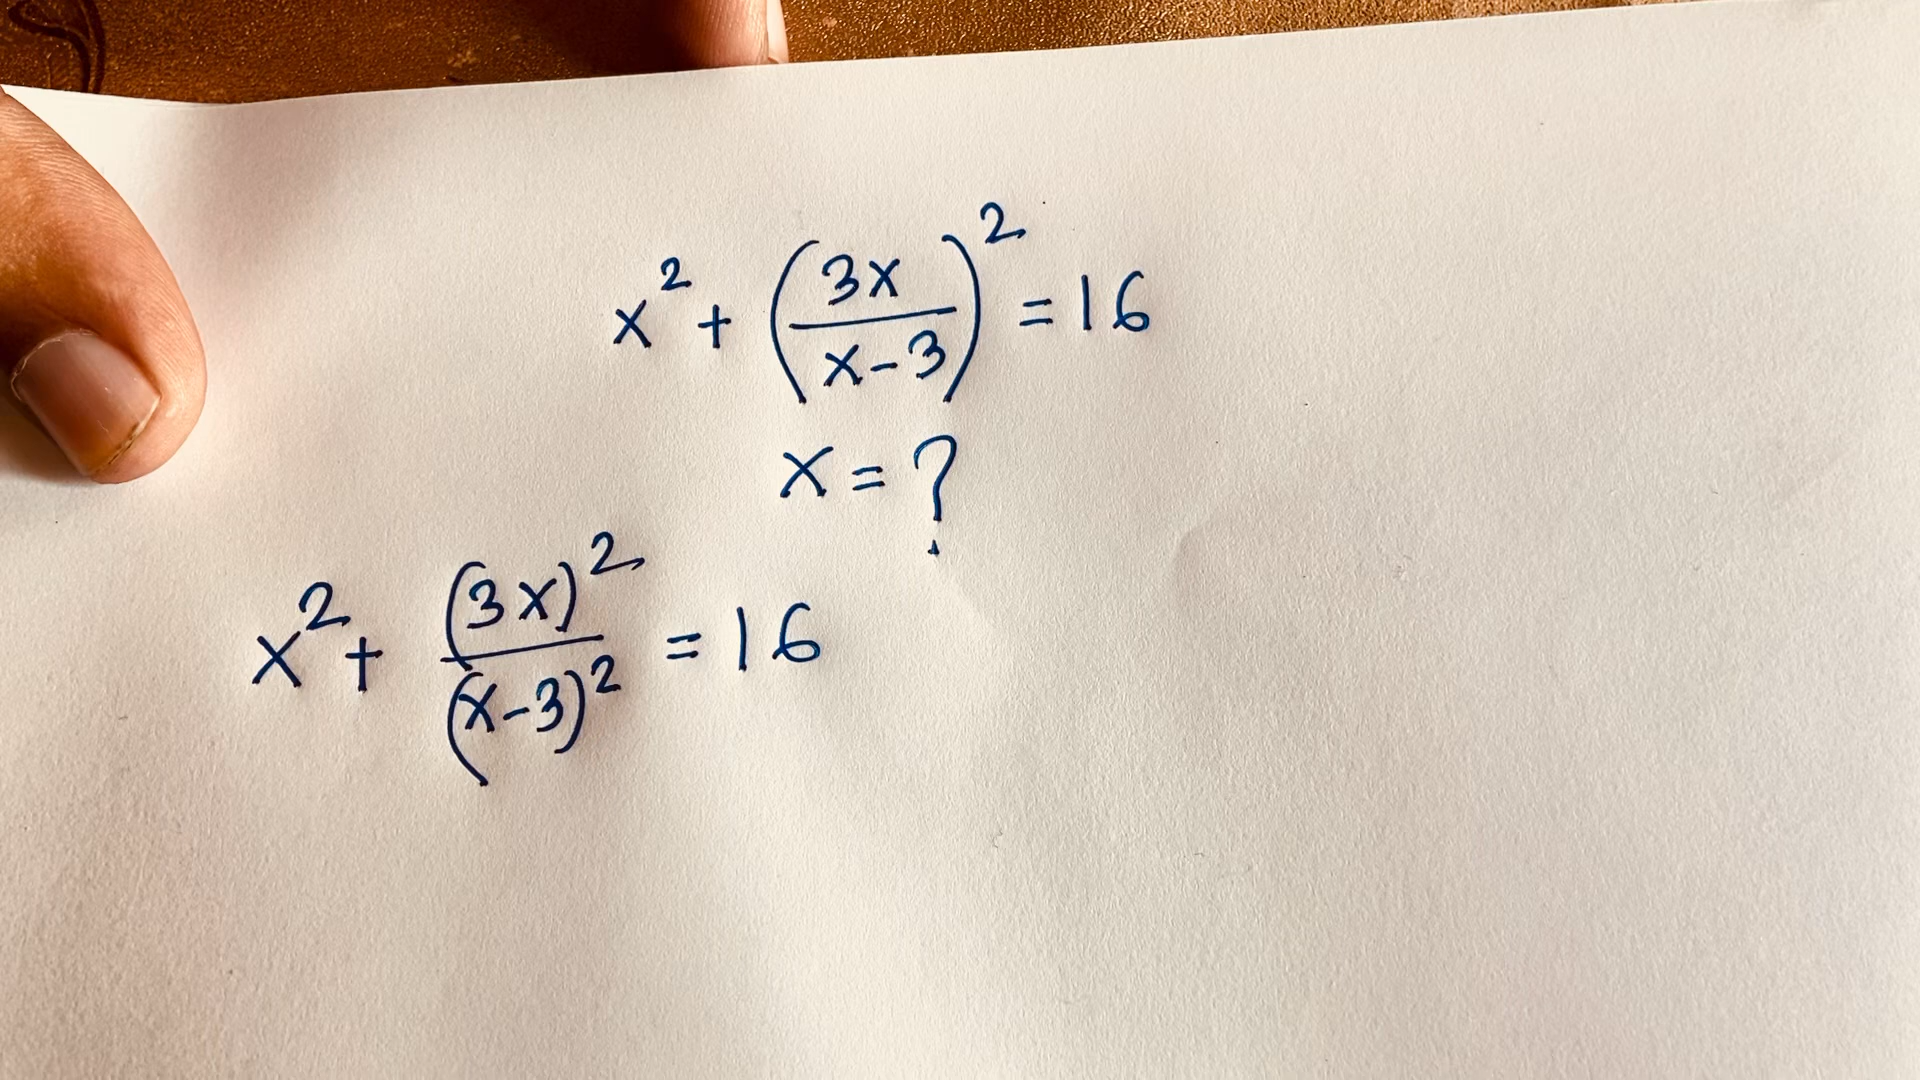 x² + (3x/(x-3))² = 16
x = ?
x² + (3x)²/(x-3)² = 16